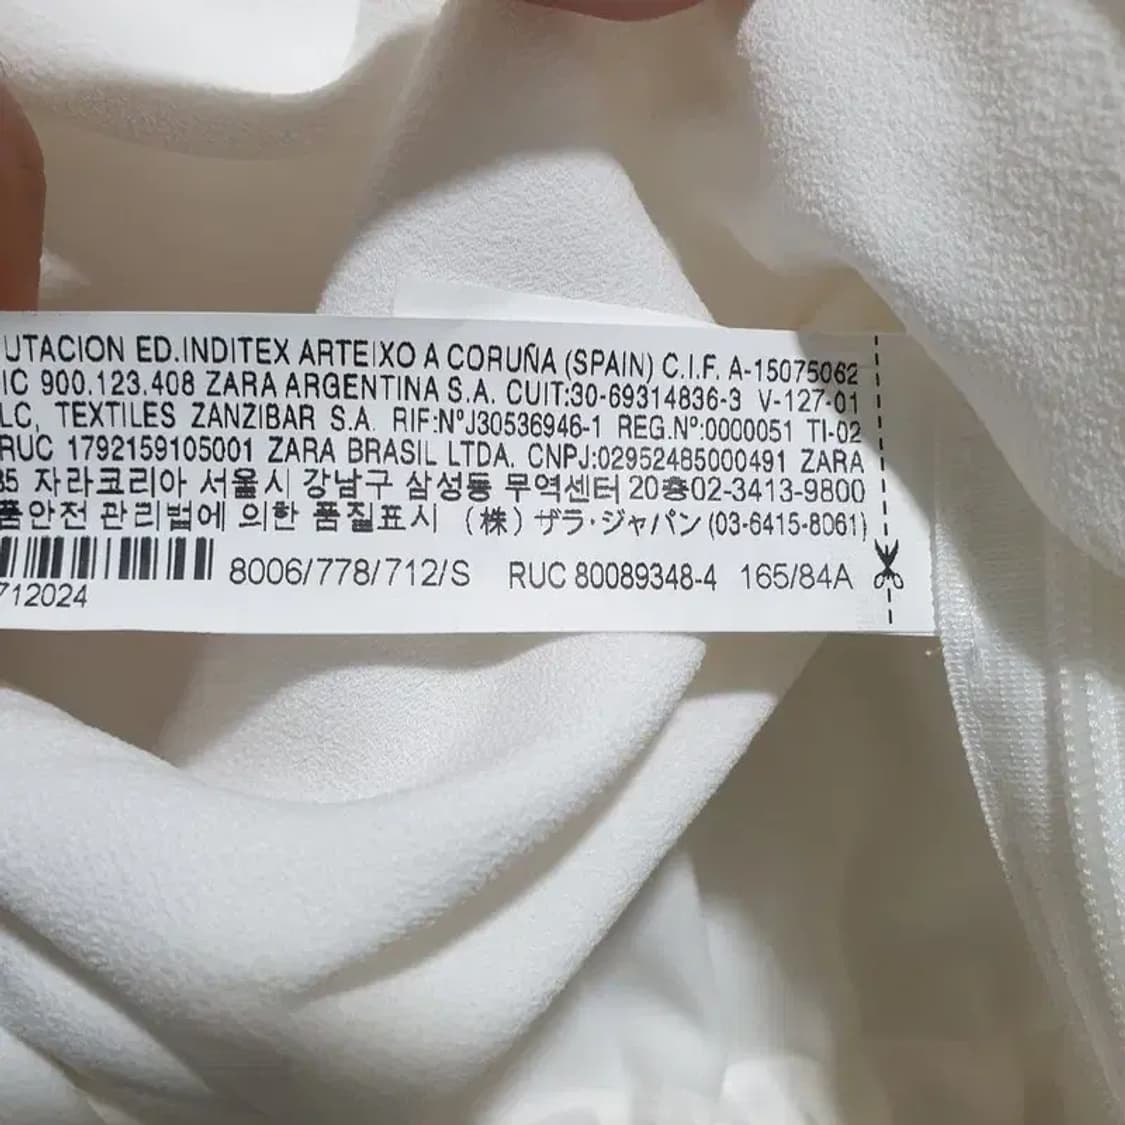 UTACION ED.INDITEX ARTEIXO A CORUÑA (SPAIN) C.I.F. A-15075062
IC 900.123.408 ZARA ARGENTINA S.A. CUIT:30-69314836-3 V-127-01
LC, TEXTILES ZANZIBAR S.A. RIF:NºJ30536946-1 REG.Nº:0000051 TI-02
RUC 1792159105001 ZARA BRASIL LTDA. CNPJ:02952485000491 ZARA
35 자라코리아 서울시 강남구 삼성동 무역센터 20층02-3413-9800
품안전 관리법에 의한 품질표시 (株) ザラ・ジャパン (03-6415-8061)
8006/778/712/S RUC 80089348-4 165/84A
712024